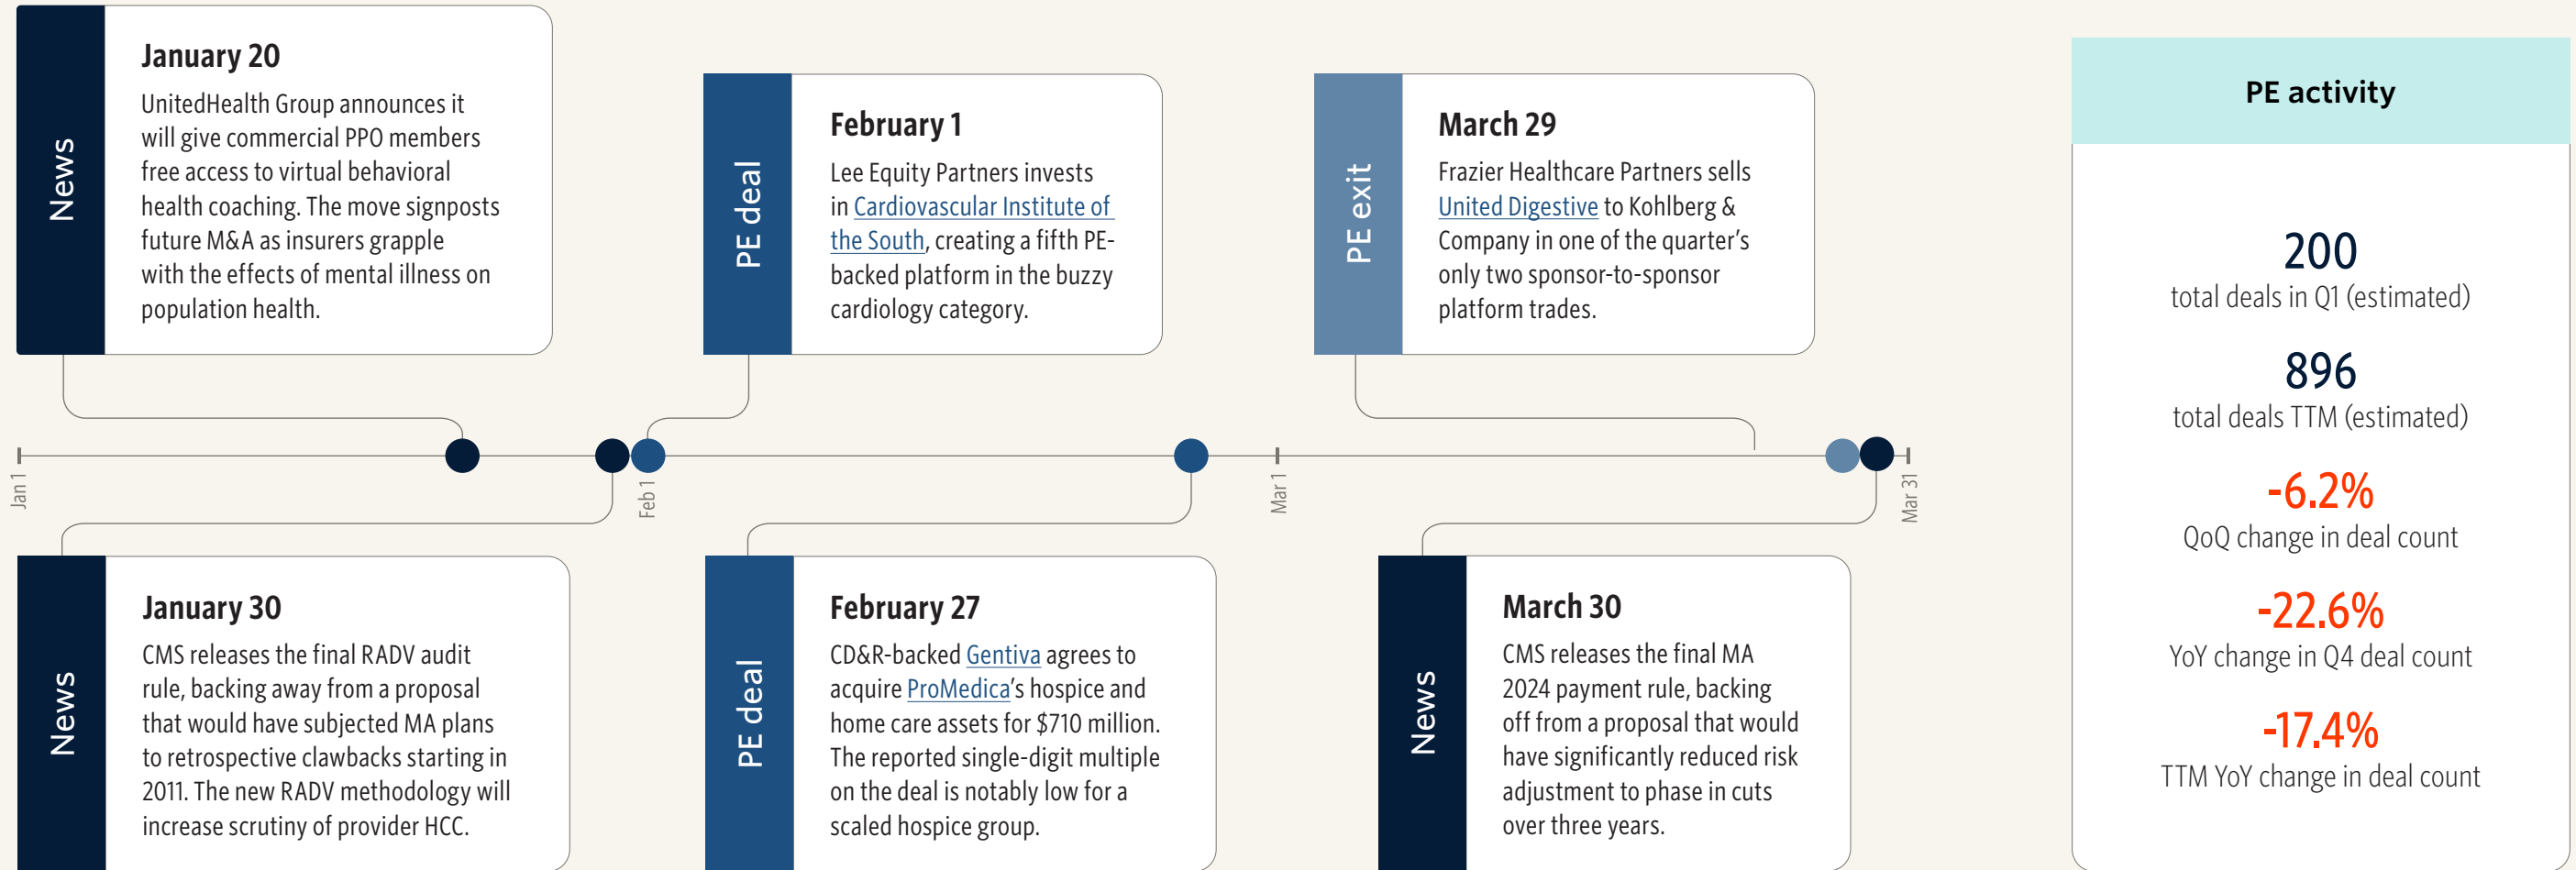 News
January 20
UnitedHealth Group announces it
will give commercial PPO members
free access to virtual behavioral
health coaching. The move signposts
future M&A as insurers grapple
with the effects of mental illness on
population health.
PE deal
February 1
Lee Equity Partners invests
in Cardiovascular Institute of
the South, creating a fifth PE-
backed platform in the buzzy
cardiology category.
PE exit
March 29
Frazier Healthcare Partners sells
United Digestive to Kohlberg &
Company in one of the quarter's
only two sponsor-to-sponsor
platform trades.
Jan 1
Feb 1
Mar 1
Mar 31
News
January 30
CMS releases the final RADV audit
rule, backing away from a proposal
that would have subjected MA plans
to retrospective clawbacks starting in
2011. The new RADV methodology will
increase scrutiny of provider HCC.
PE deal
February 27
CD&R-backed Gentiva agrees to
acquire ProMedica's hospice and
home care assets for $710 million.
The reported single-digit multiple
on the deal is notably low for a
scaled hospice group.
News
March 30
CMS releases the final MA
2024 payment rule, backing
off from a proposal that would
have significantly reduced risk
adjustment to phase in cuts
over three years.
PE activity
200
total deals in Q1 (estimated)
896
total deals TTM (estimated)
-6.2%
QoQ change in deal count
-22.6%
YoY change in Q4 deal count
-17.4%
TTM YoY change in deal count